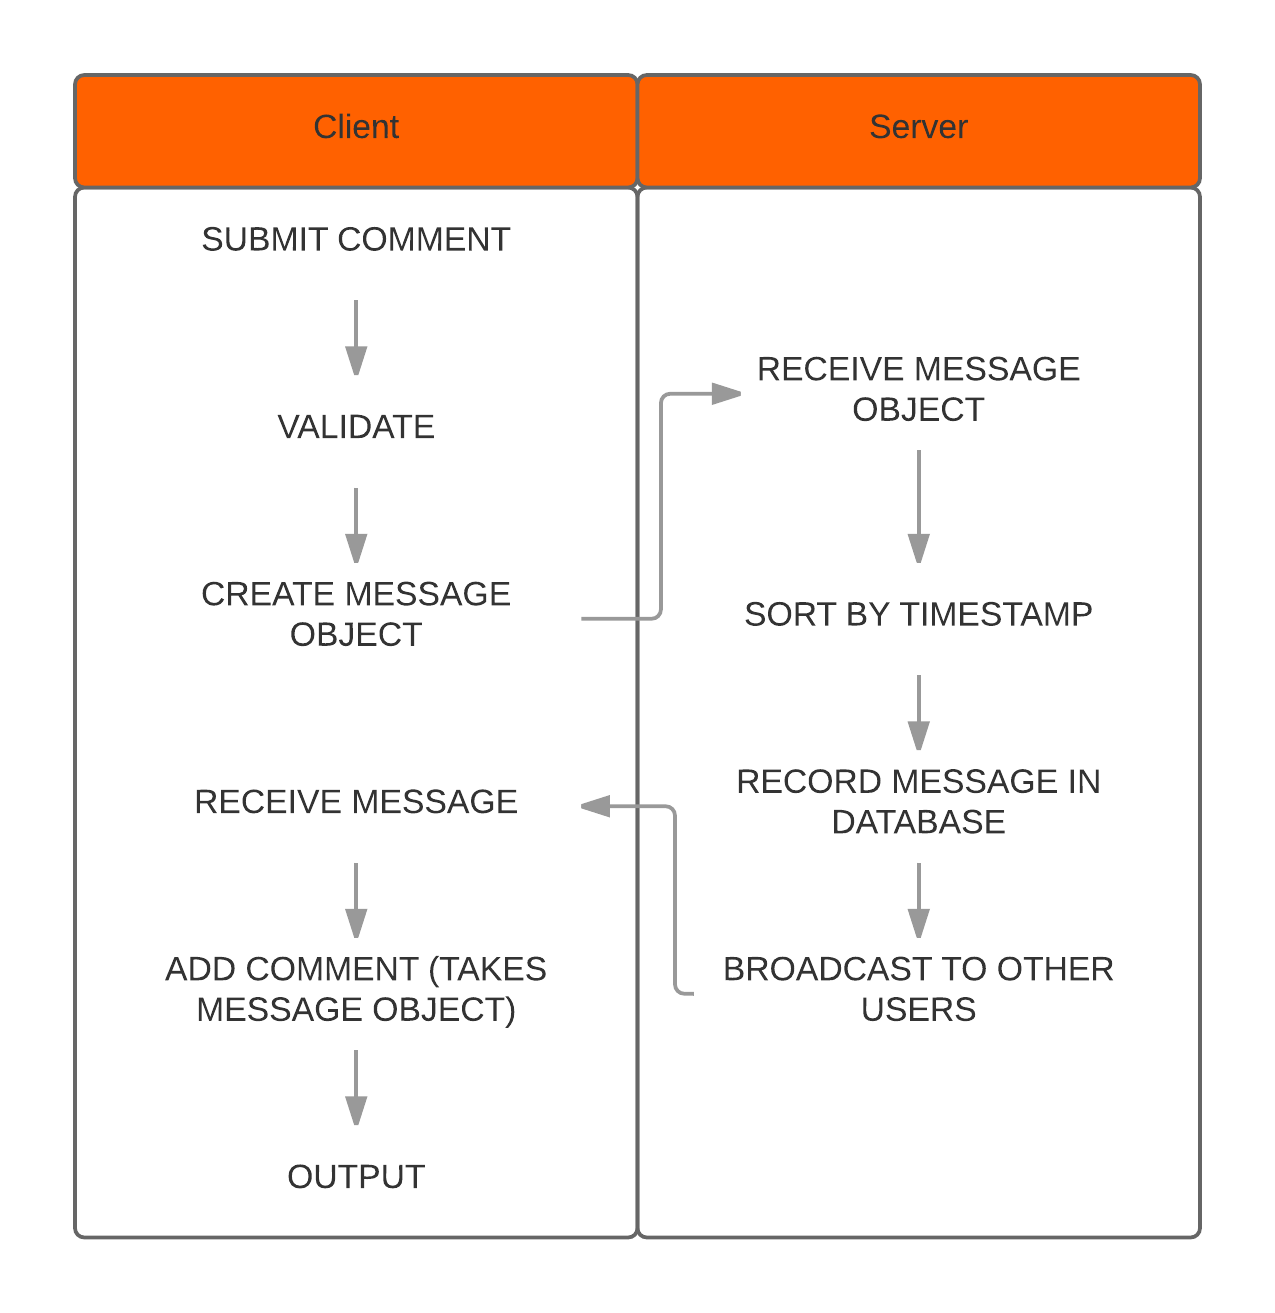 Client
Server
SUBMIT COMMENT
VALIDATE
CREATE MESSAGE
OBJECT
RECEIVE MESSAGE
OBJECT
SORT BY TIMESTAMP
RECORD MESSAGE IN
DATABASE
BROADCAST TO OTHER
USERS
RECEIVE MESSAGE
ADD COMMENT (TAKES
MESSAGE OBJECT)
OUTPUT